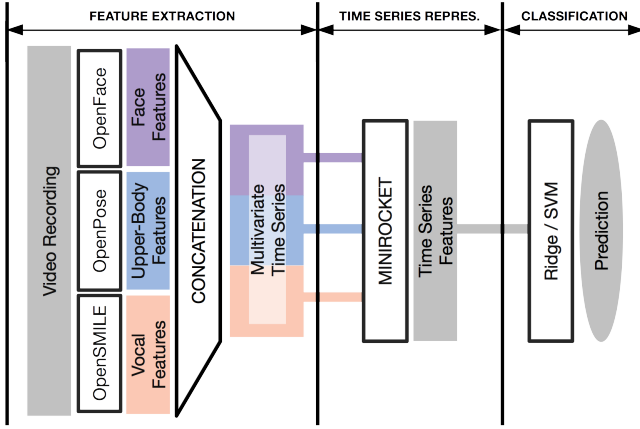 FEATURE EXTRACTION
TIME SERIES REPRES.
CLASSIFICATION
Video Recording
OpenFace
OpenPose
OpenSMILE
Face
Features
Upper-Body
Features
Vocal
Features
CONCATENATION
Multivariate
Time Series
MINIROCKET
Time Series
Features
Ridge / SVM
Prediction